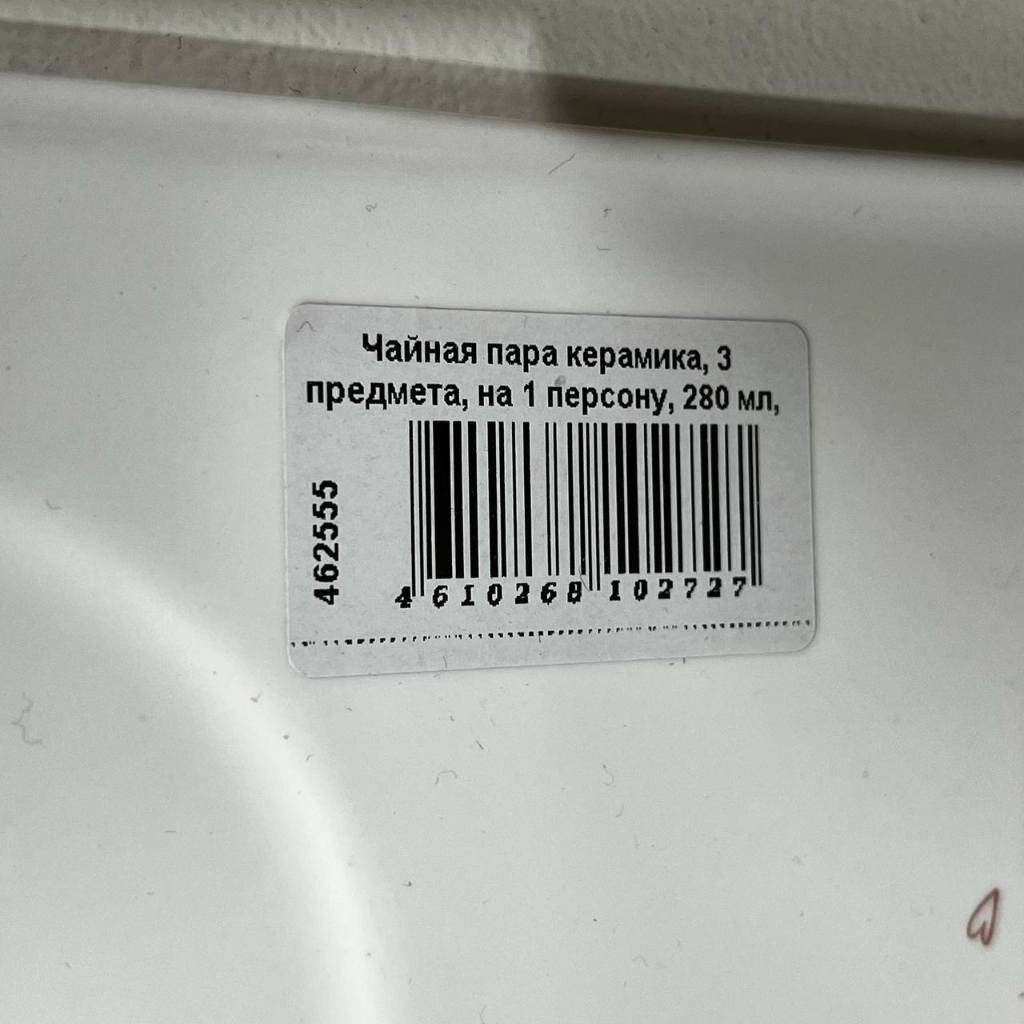 Чайная пара керамика, 3
предмета, на 1 персону, 280 мл,
462555
4 610268 102727